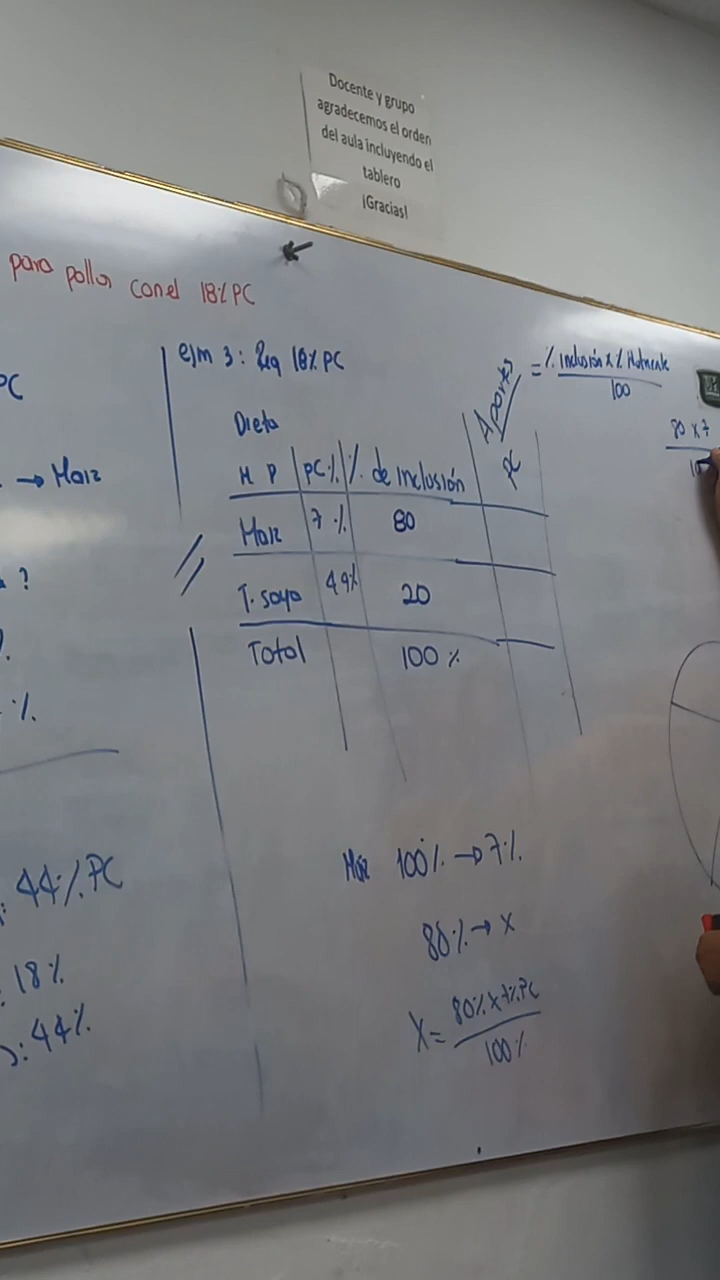 Docente y grupo
agradecemos el orden
del aula incluyendo el
tablero
¡Gracias!
para pollos con el 18% PC
PC
→ Maiz
?
%.
44% PC
: 18%
: 44%
ejm 3: Req 18% PC
Dieta
M P PC% % de inclusión Aportes PC
Maiz 7% 80
T. soya 44% 20
Total 100%
= % Inclusión x %
100
80 x 7
Maiz 100% → 7%
80% → x
X = 80% x 7% PC
100%